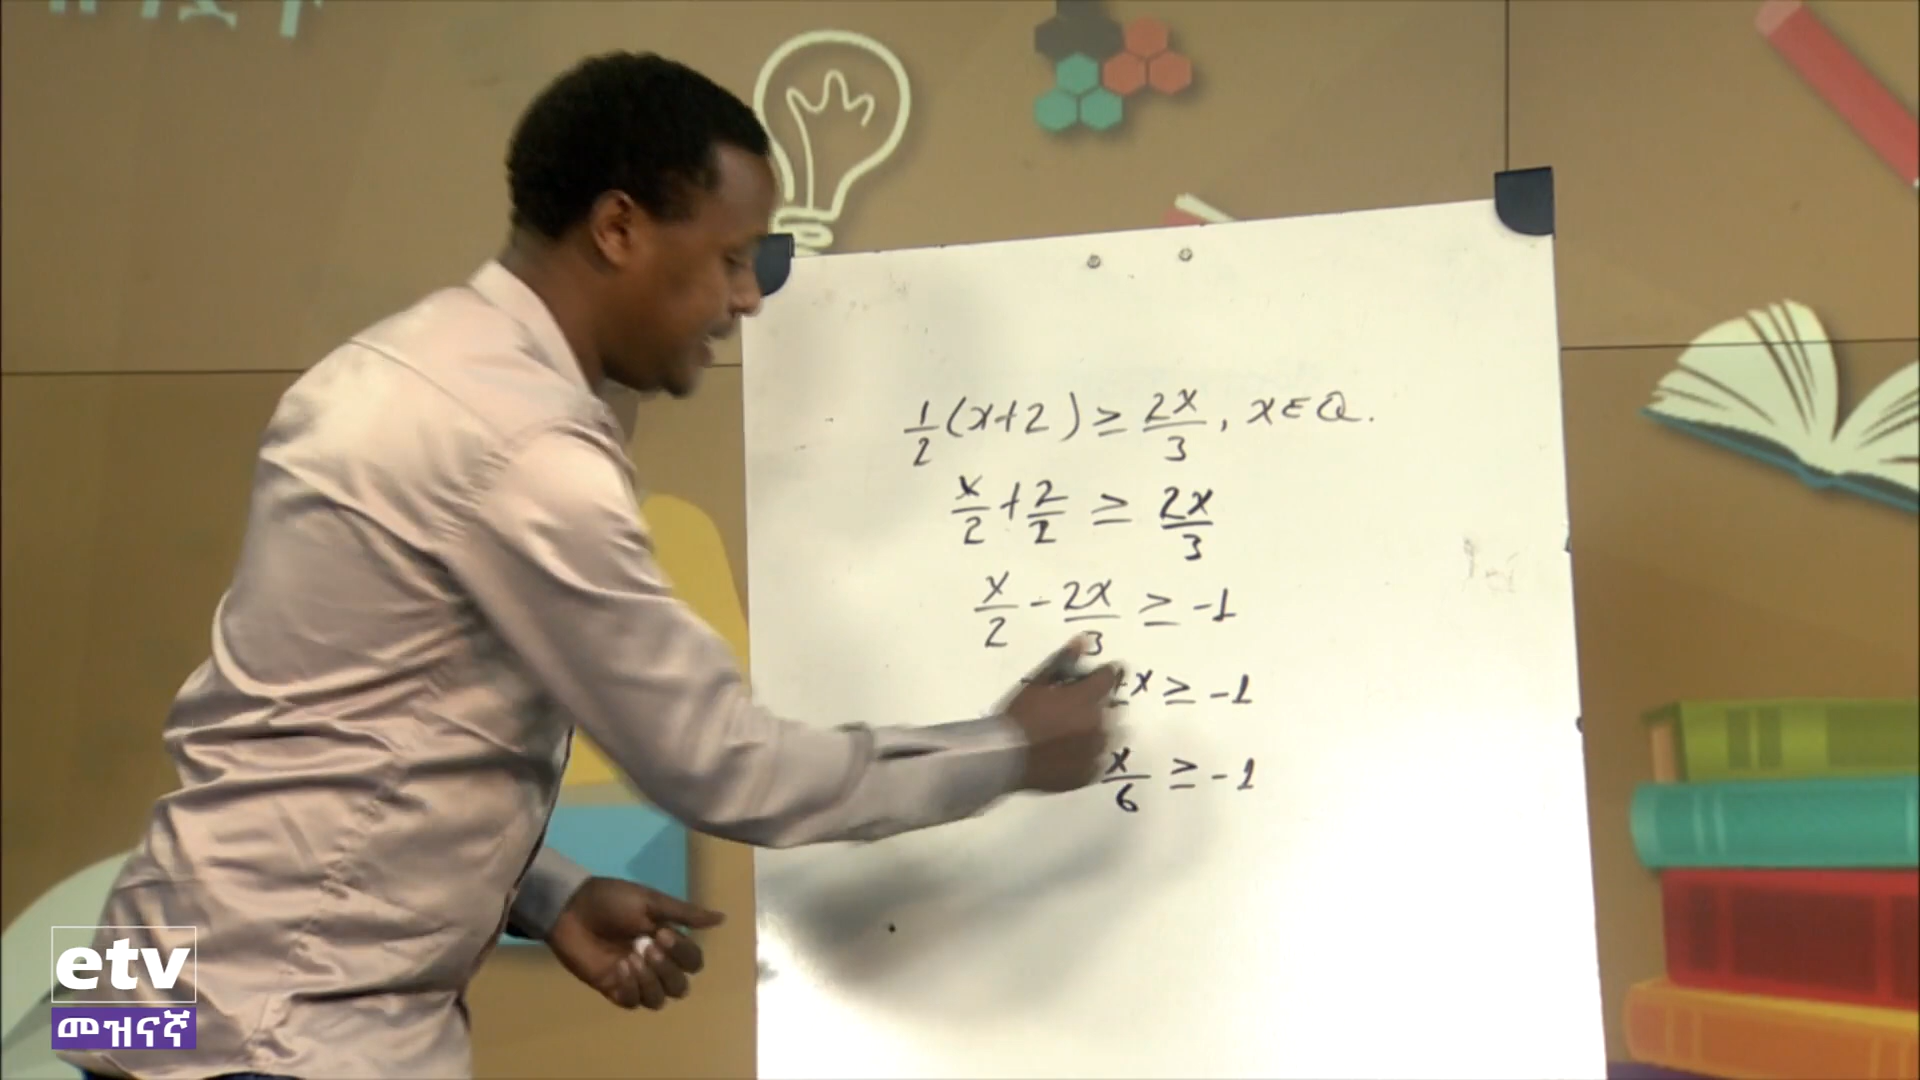 1/2 (x+2) ≥ 2x/3, x∈Q.
x/2 + 2/2 ≥ 2x/3
x/2 - 2x/3 ≥ -1
x ≥ -1
x/6 ≥ -1
etv
መዝናኛ